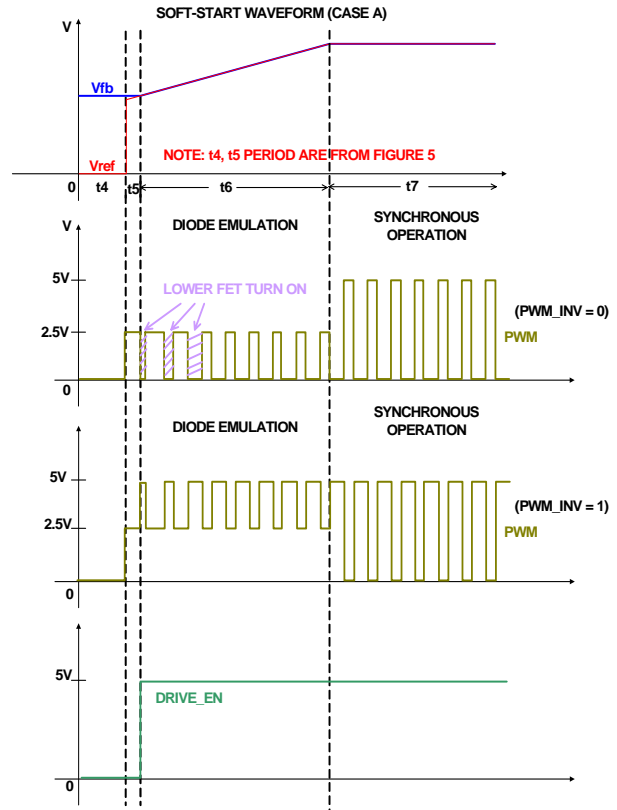 SOFT-START WAVEFORM (CASE A)
V
Vfb
Vref
NOTE: t4, t5 PERIOD ARE FROM FIGURE 5
0
t4
t5
t6
t7
V
DIODE EMULATION
SYNCHRONOUS
OPERATION
5V
LOWER FET TURN ON
(PWM_INV = 0)
2.5V
PWM
0
DIODE EMULATION
SYNCHRONOUS
OPERATION
5V
(PWM_INV = 1)
2.5V
PWM
0
5V
DRIVE_EN
0